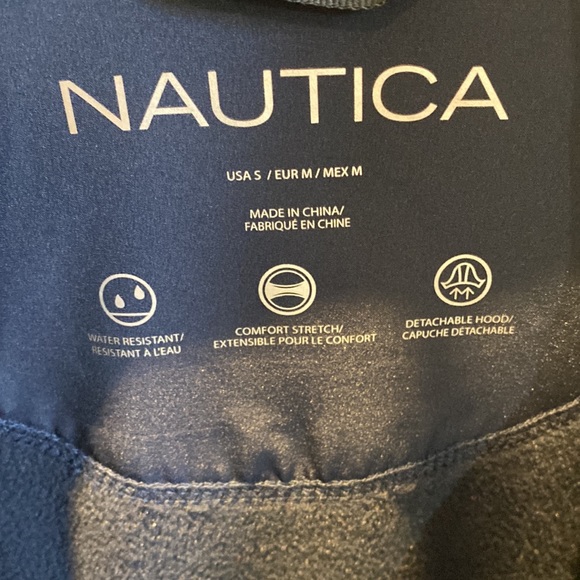 NAUTICA
USA S / EUR M / MEX M
MADE IN CHINA/
FABRIQUÉ EN CHINE
WATER RESISTANT/
RÉSISTANT À L'EAU
COMFORT STRETCH/
EXTENSIBLE POUR LE CONFORT
DETACHABLE HOOD/
CAPUCHE DÉTACHABLE